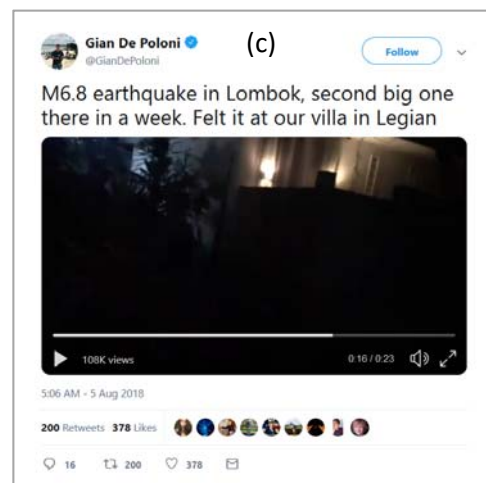 Gian De Poloni
(c)
Follow
@GianDePoloni
M6.8 earthquake in Lombok, second big one
there in a week. Felt it at our villa in Legian
108K views
0:16 / 0:23
5:06 AM - 5 Aug 2018
200 Retweets 378 Likes
16 200 378